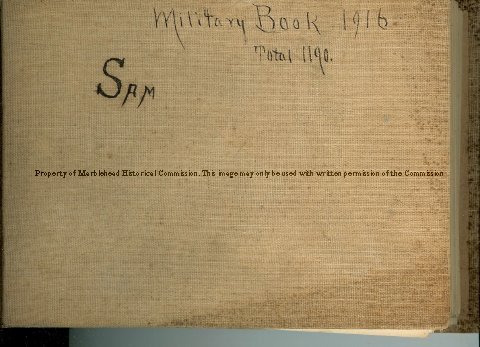 Military Book 1916
Total 1190.
Sam
Property of Marblehead Historical Commission. This image may only be used with written permission of the Commission